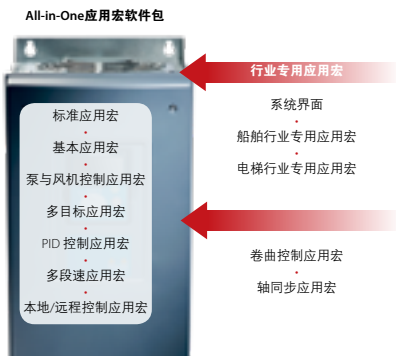 All-in-One应用宏软件包
标准应用宏
•
基本应用宏
•
泵与风机控制应用宏
•
多目标应用宏
•
PID 控制应用宏
•
多段速应用宏
•
本地/远程控制应用宏
行业专用应用宏
系统界面
•
船舶行业专用应用宏
•
电梯行业专用应用宏
卷曲控制应用宏
•
轴同步应用宏